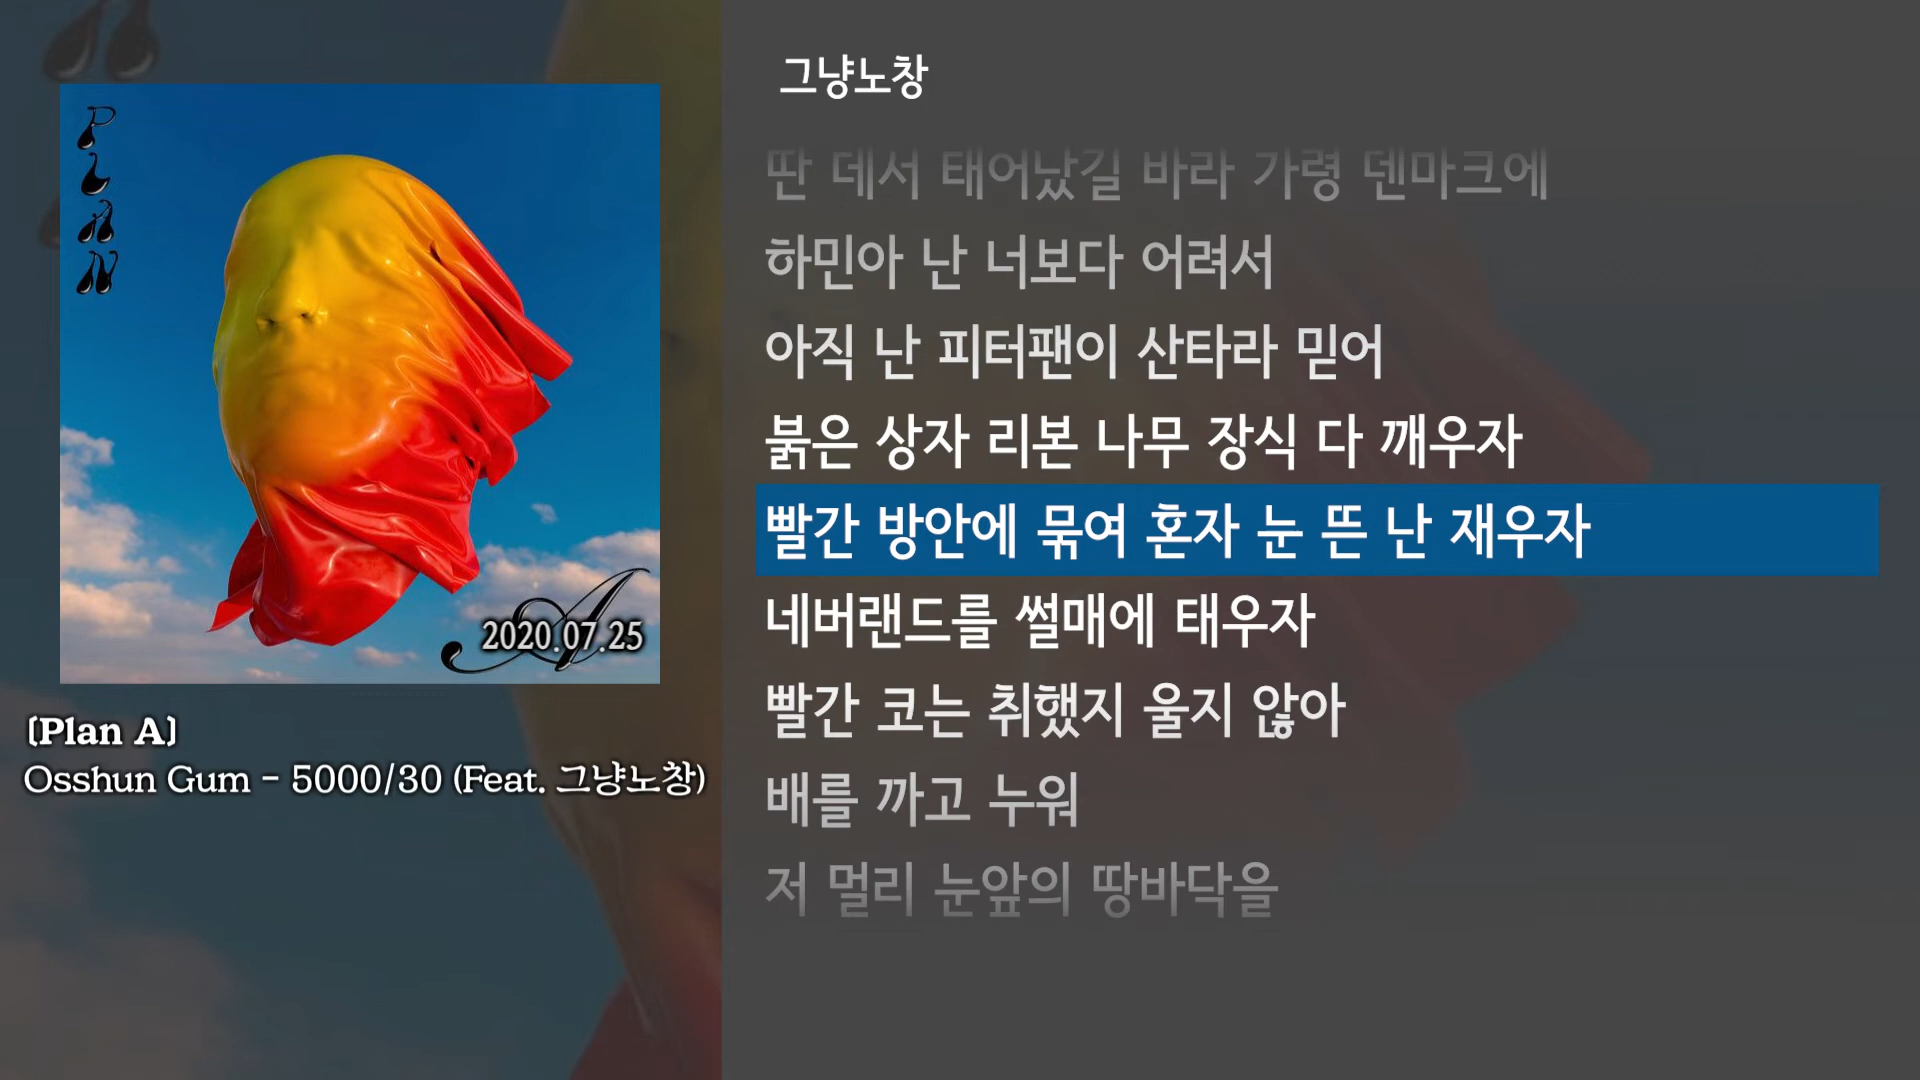 PLAN
A
2020.07.25
[Plan A]
Osshun Gum - 5000/30 (Feat. 그냥노창)
그냥노창
딴 데서 태어났길 바라 가령 덴마크에
하민아 난 너보다 어려서
아직 난 피터팬이 산타라 믿어
붉은 상자 리본 나무 장식 다 깨우자
빨간 방안에 묶여 혼자 눈 뜬 난 재우자
네버랜드를 썰매에 태우자
빨간 코는 취했지 울지 않아
배를 까고 누워
저 멀리 눈앞의 땅바닥을